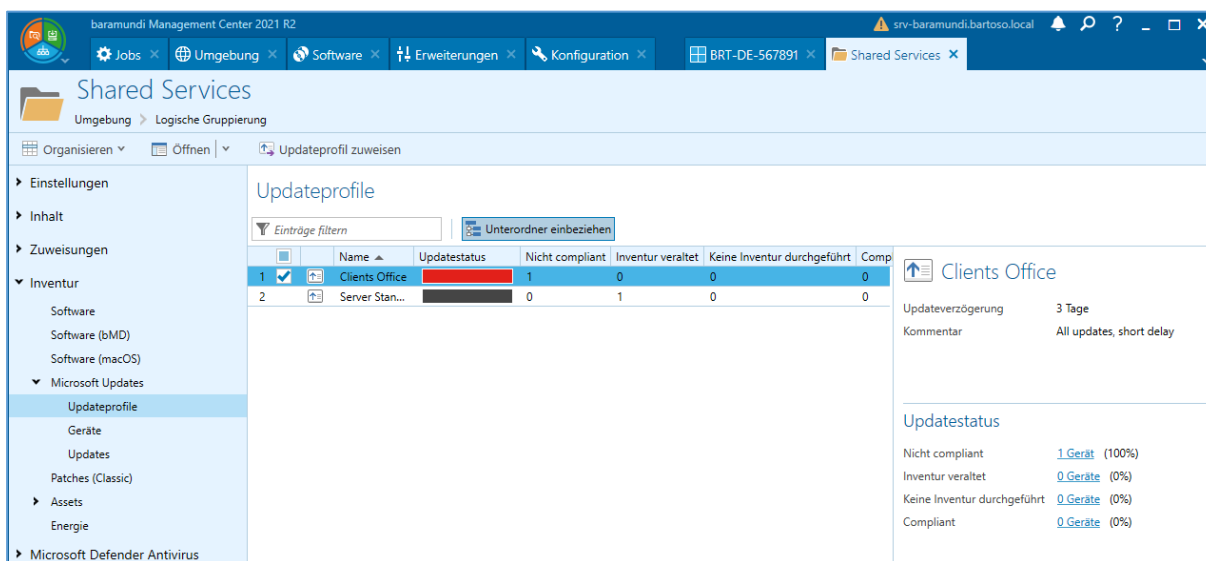 baramundi Management Center 2021 R2 srv-baramundi.bartoso.local ?
Jobs Umgebung Software Erweiterungen Konfiguration BRT-DE-567891 Shared Services
Shared Services
Umgebung > Logische Gruppierung
Organisieren Öffnen Updateprofil zuweisen
Einstellungen
Inhalt
Zuweisungen
Inventur
Software
Software (bMD)
Software (macOS)
Microsoft Updates
Updateprofile
Geräte
Updates
Patches (Classic)
Assets
Energie
Microsoft Defender Antivirus
Updateprofile
Einträge filtern Unterordner einbeziehen
Name Updatestatus Nicht compliant Inventur veraltet Keine Inventur durchgeführt Comp
1 Clients Office 1 0 0 0
2 Server Stan... 0 1 0 0
Clients Office
Updateverzögerung 3 Tage
Kommentar All updates, short delay
Updatestatus
Nicht compliant 1 Gerät (100%)
Inventur veraltet 0 Geräte (0%)
Keine Inventur durchgeführt 0 Geräte (0%)
Compliant 0 Geräte (0%)